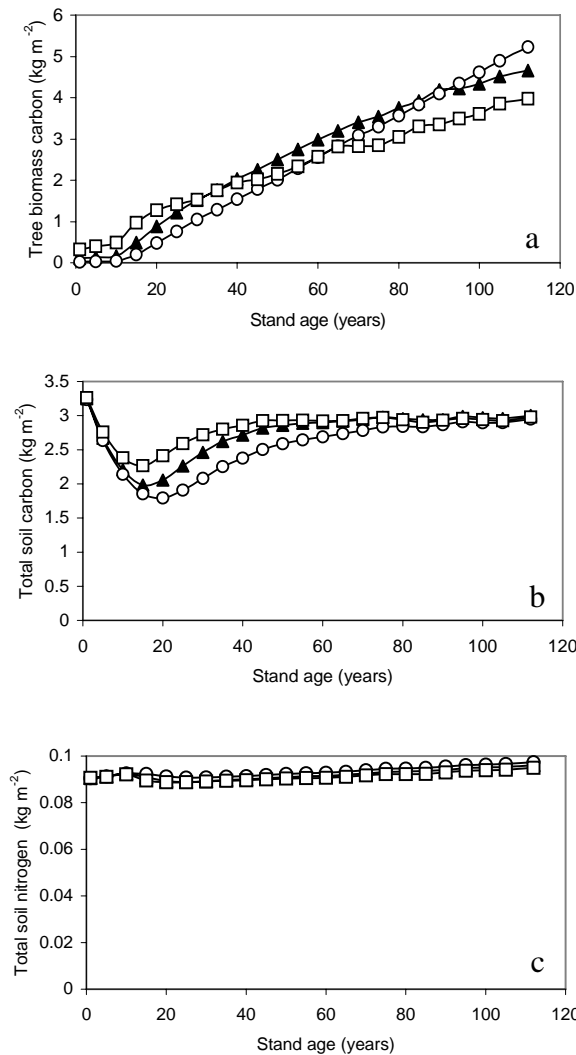 6
5
4
3
2
1
0
Tree biomass carbon (kg m-2)
a
0 20 40 60 80 100 120
Stand age (years)
3.5
3
2.5
2
1.5
1
0.5
0
Total soil carbon (kg m-2)
b
0 20 40 60 80 100 120
Stand age (years)
0.1
0.08
0.06
0.04
0.02
0
Total soil nitrogen (kg m-2)
c
0 20 40 60 80 100 120
Stand age (years)